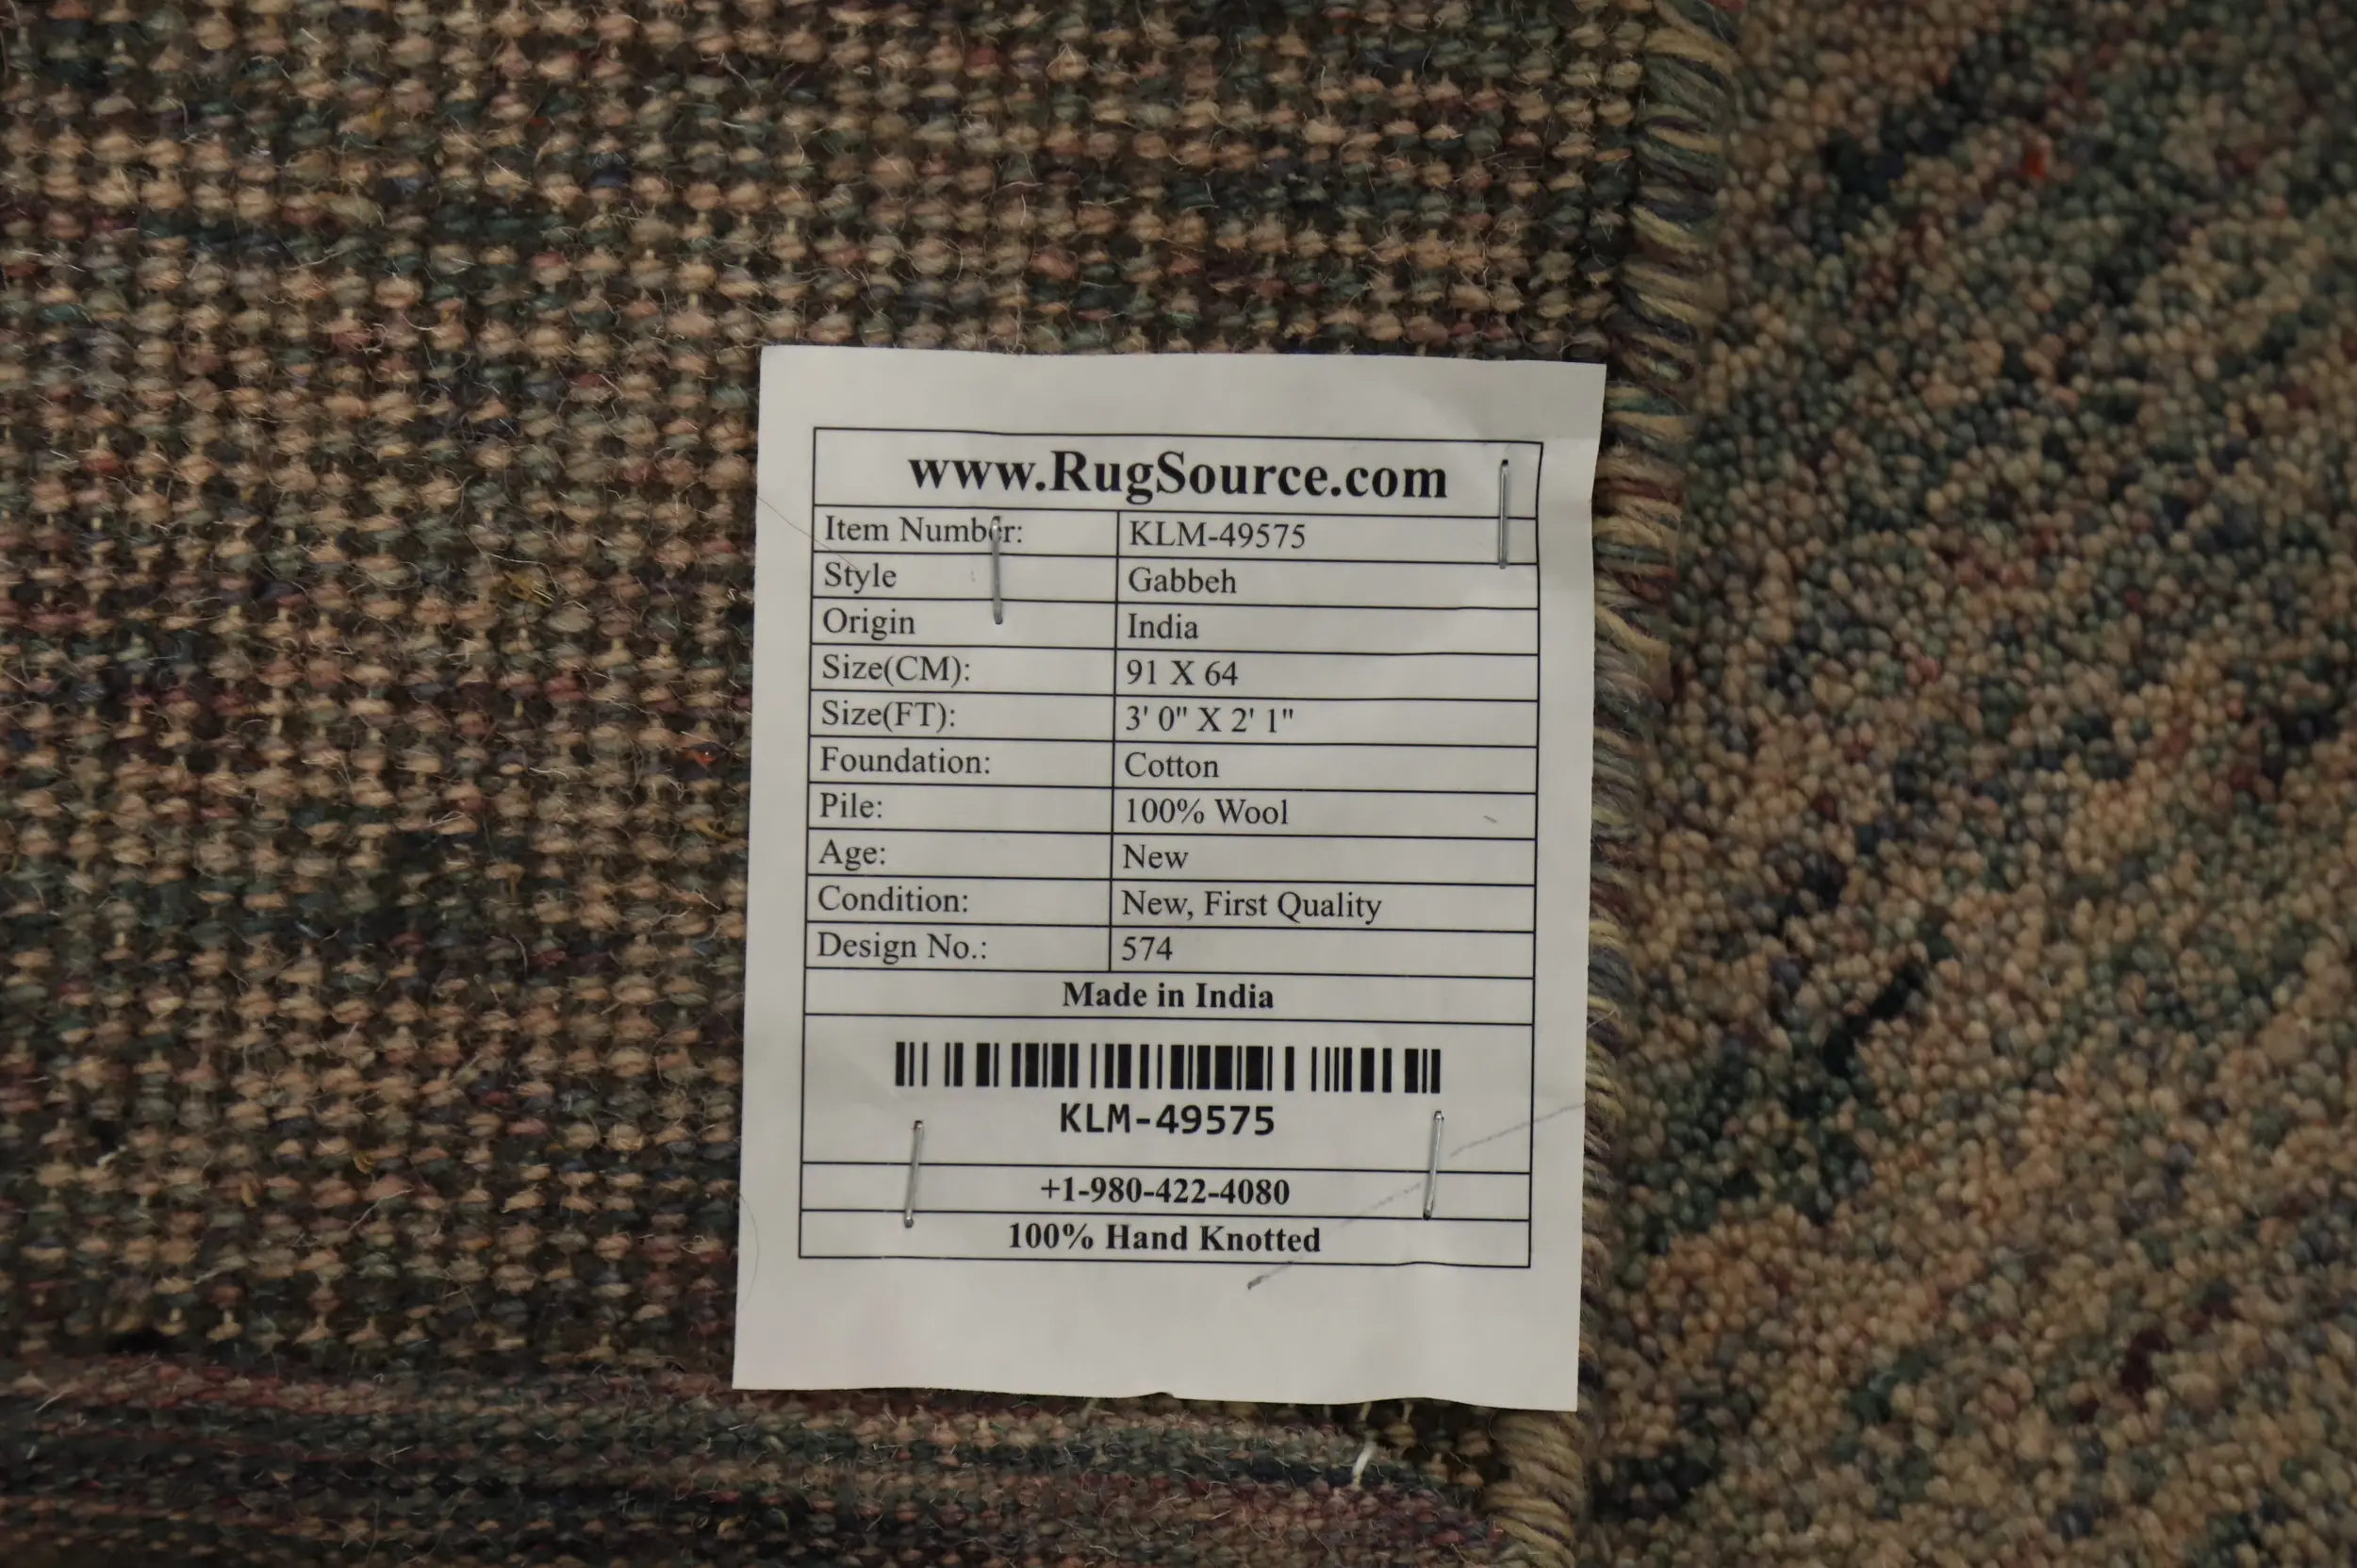 www.RugSource.com
Item Number: KLM-49575
Style Gabbeh
Origin India
Size(CM): 91 X 64
Size(FT): 3' 0" X 2' 1"
Foundation: Cotton
Pile: 100% Wool
Age: New
Condition: New, First Quality
Design No.: 574
Made in India
KLM-49575
+1-980-422-4080
100% Hand Knotted